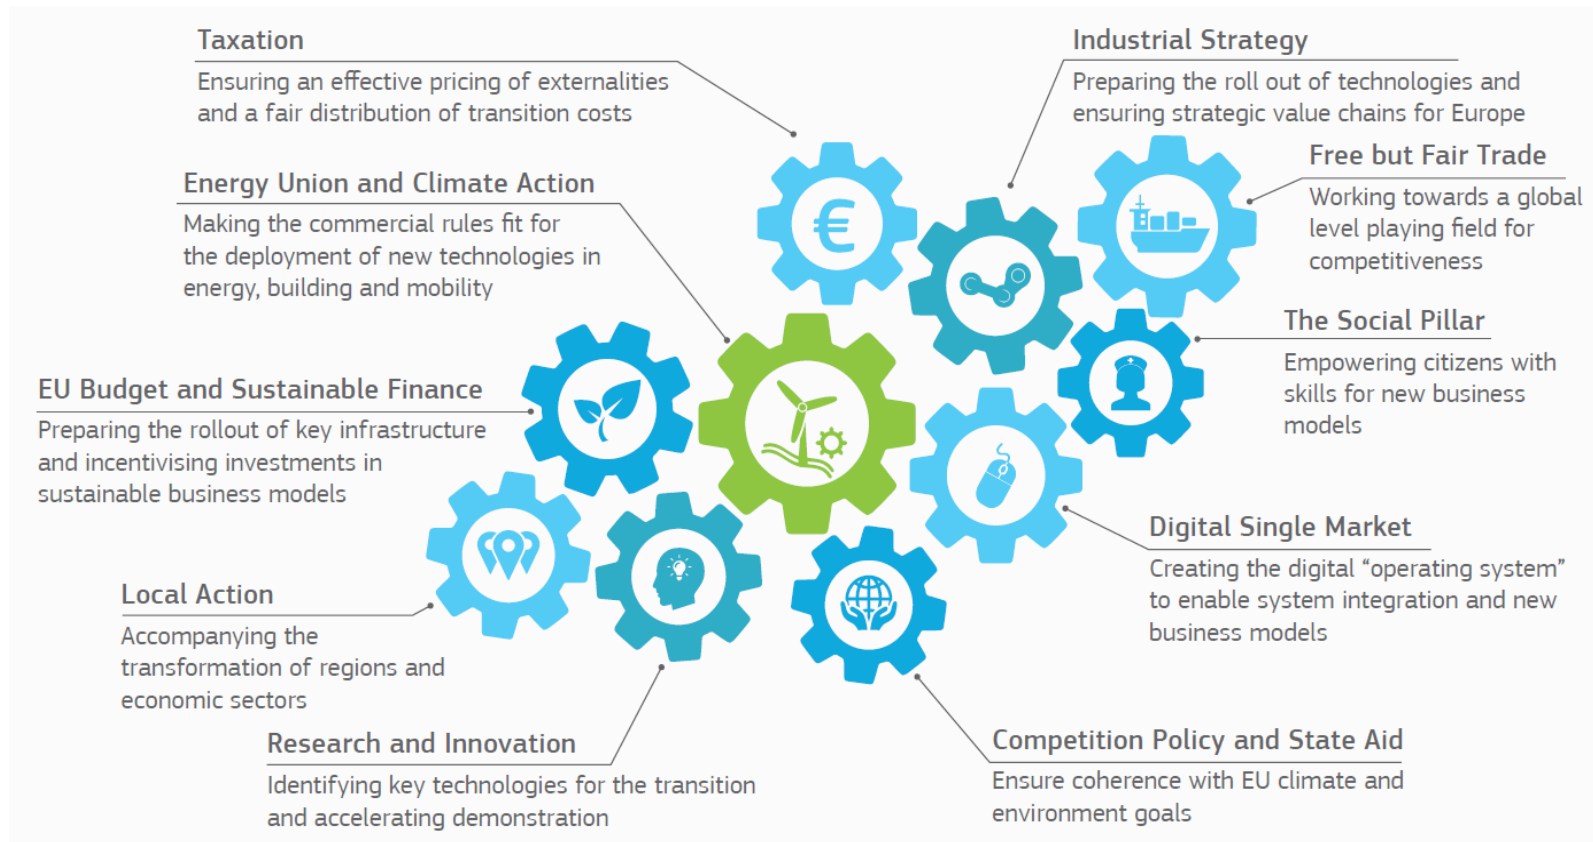 Taxation
Ensuring an effective pricing of externalities
and a fair distribution of transition costs
Industrial Strategy
Preparing the roll out of technologies and
ensuring strategic value chains for Europe
Free but Fair Trade
Working towards a global
level playing field for
competitiveness
Energy Union and Climate Action
Making the commercial rules fit for
the deployment of new technologies in
energy, building and mobility
€
The Social Pillar
Empowering citizens with
skills for new business
models
EU Budget and Sustainable Finance
Preparing the rollout of key infrastructure
and incentivising investments in
sustainable business models
Digital Single Market
Creating the digital “operating system”
to enable system integration and new
business models
Local Action
Accompanying the
transformation of regions and
economic sectors
Research and Innovation
Identifying key technologies for the transition
and accelerating demonstration
Competition Policy and State Aid
Ensure coherence with EU climate and
environment goals